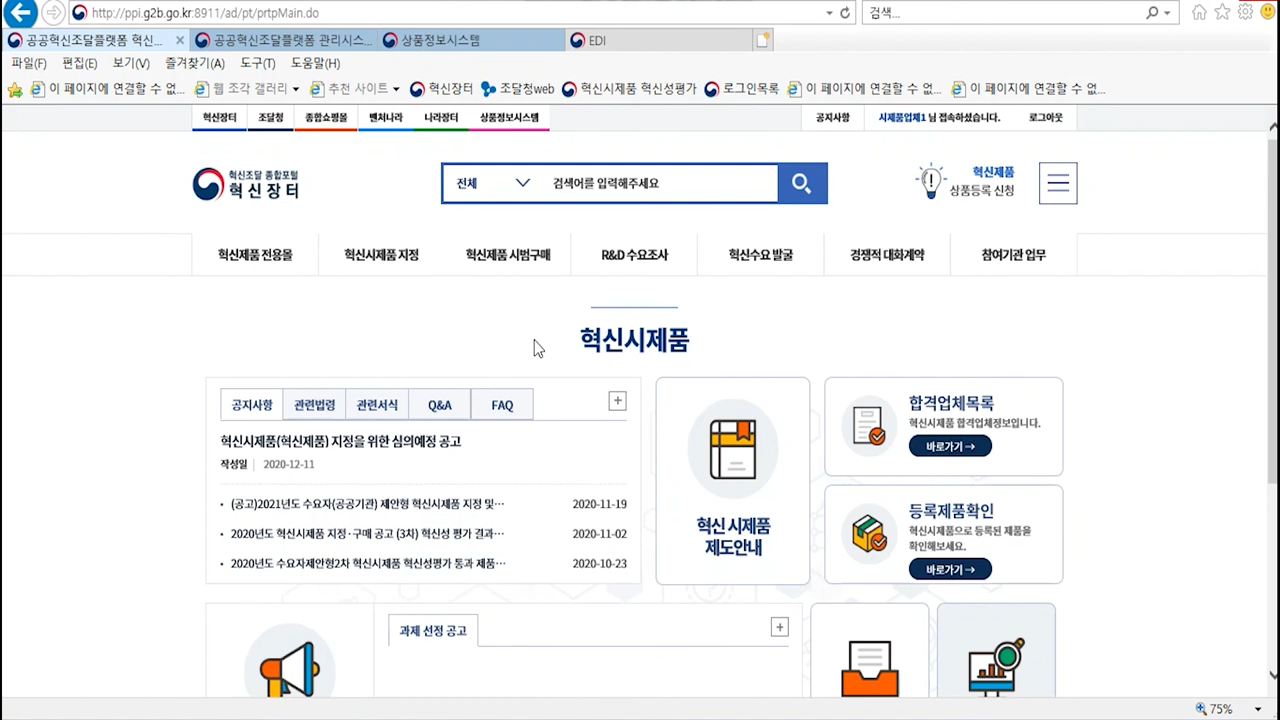 http://ppi.g2b.go.kr:8911/ad/pt/prtpMain.do
검색...
공공혁신조달플랫폼 혁신...
공공혁신조달플랫폼 관리시스...
상품정보시스템
EDI
파일(F) 편집(E) 보기(V) 즐겨찾기(A) 도구(T) 도움말(H)
이 페이지에 연결할 수 없... 웹 조각 갤러리 추천 사이트 혁신장터 조달청web 혁신시제품 혁신성평가 로그인목록 이 페이지에 연결할 수 없... 이 페이지에 연결할 수 없...
혁신장터 조달청 종합쇼핑몰 벤처나라 나라장터 상품정보시스템
공지사항 시제품업체1 님 접속하셨습니다. 로그아웃
혁신조달 종합포털
혁신장터
전체
검색어를 입력해주세요
혁신제품
상품등록 신청
혁신제품 전용몰 혁신시제품 지정 혁신제품 시범구매 R&D 수요조사 혁신수요 발굴 경쟁적 대화계약 참여기관 업무
혁신시제품
공지사항 관련법령 관련서식 Q&A FAQ
+
혁신시제품(혁신제품) 지정을 위한 심의예정 공고
작성일 2020-12-11
(공고)2021년도 수요자(공공기관) 제안형 혁신시제품 지정 및··· 2020-11-19
2020년도 혁신시제품 지정·구매 공고 (3차) 혁신성 평가 결과··· 2020-11-02
2020년도 수요자제안형2차 혁신시제품 혁신성평가 통과 제품··· 2020-10-23
혁신 시제품
제도안내
합격업체목록
혁신시제품 합격업체정보입니다.
바로가기 →
등록제품확인
혁신시제품으로 등록된 제품을
확인해보세요.
바로가기 →
과제 선정 공고
+
75%